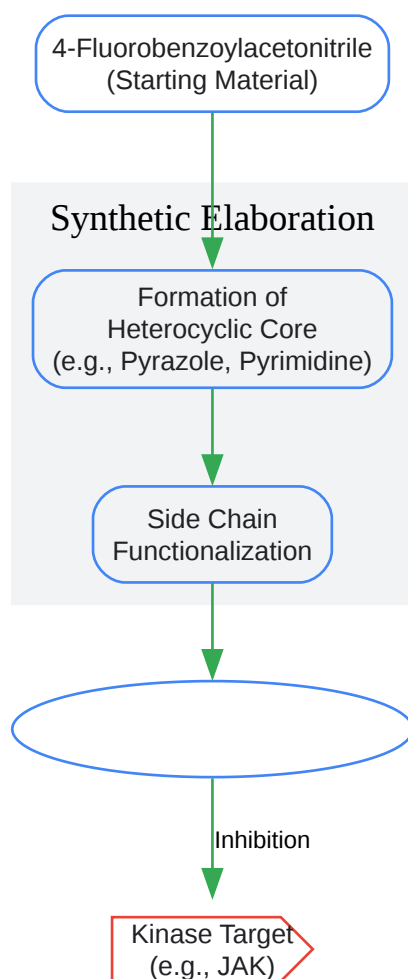 4-Fluorobenzoylacetonitrile
(Starting Material)
Synthetic Elaboration
Formation of
Heterocyclic Core
(e.g., Pyrazole, Pyrimidine)
Side Chain
Functionalization
Inhibition
Kinase Target
(e.g., JAK)